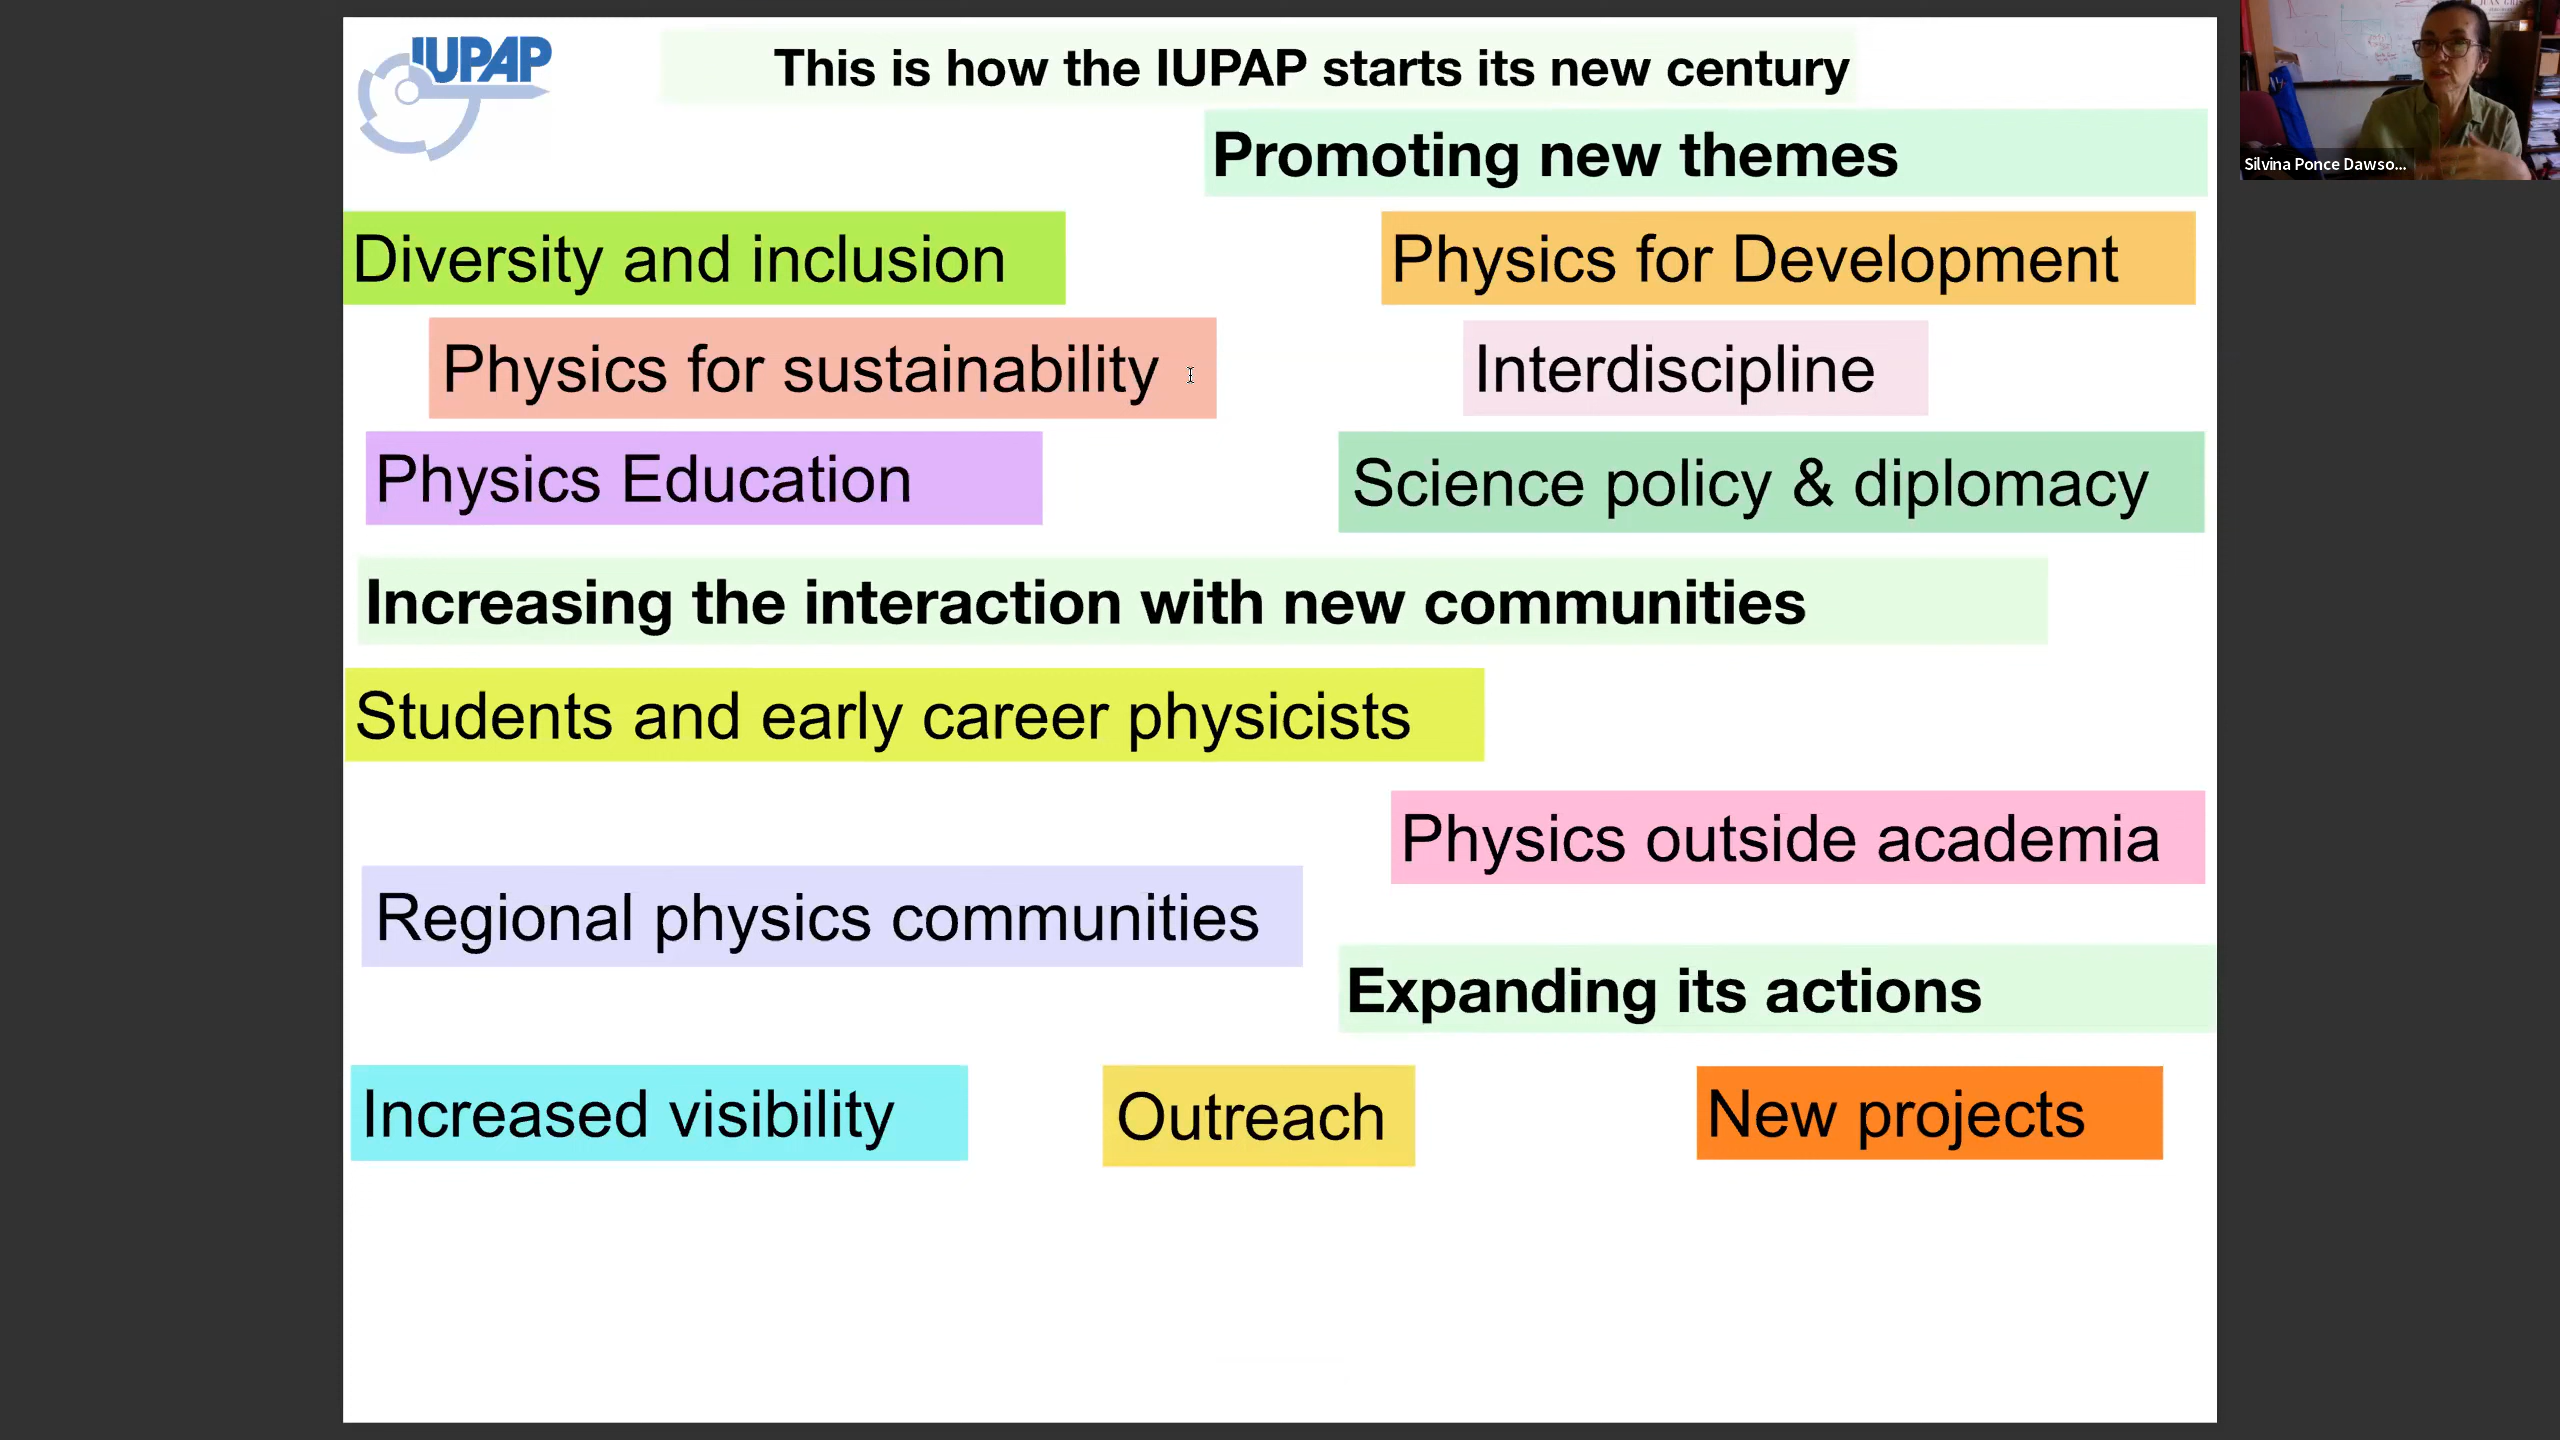 IUPAP
This is how the IUPAP starts its new century
Promoting new themes
Diversity and inclusion
Physics for Development
Physics for sustainability
Interdiscipline
Physics Education
Science policy & diplomacy
Increasing the interaction with new communities
Students and early career physicists
Physics outside academia
Regional physics communities
Expanding its actions
Increased visibility
Outreach
New projects
Silvina Ponce Dawso...